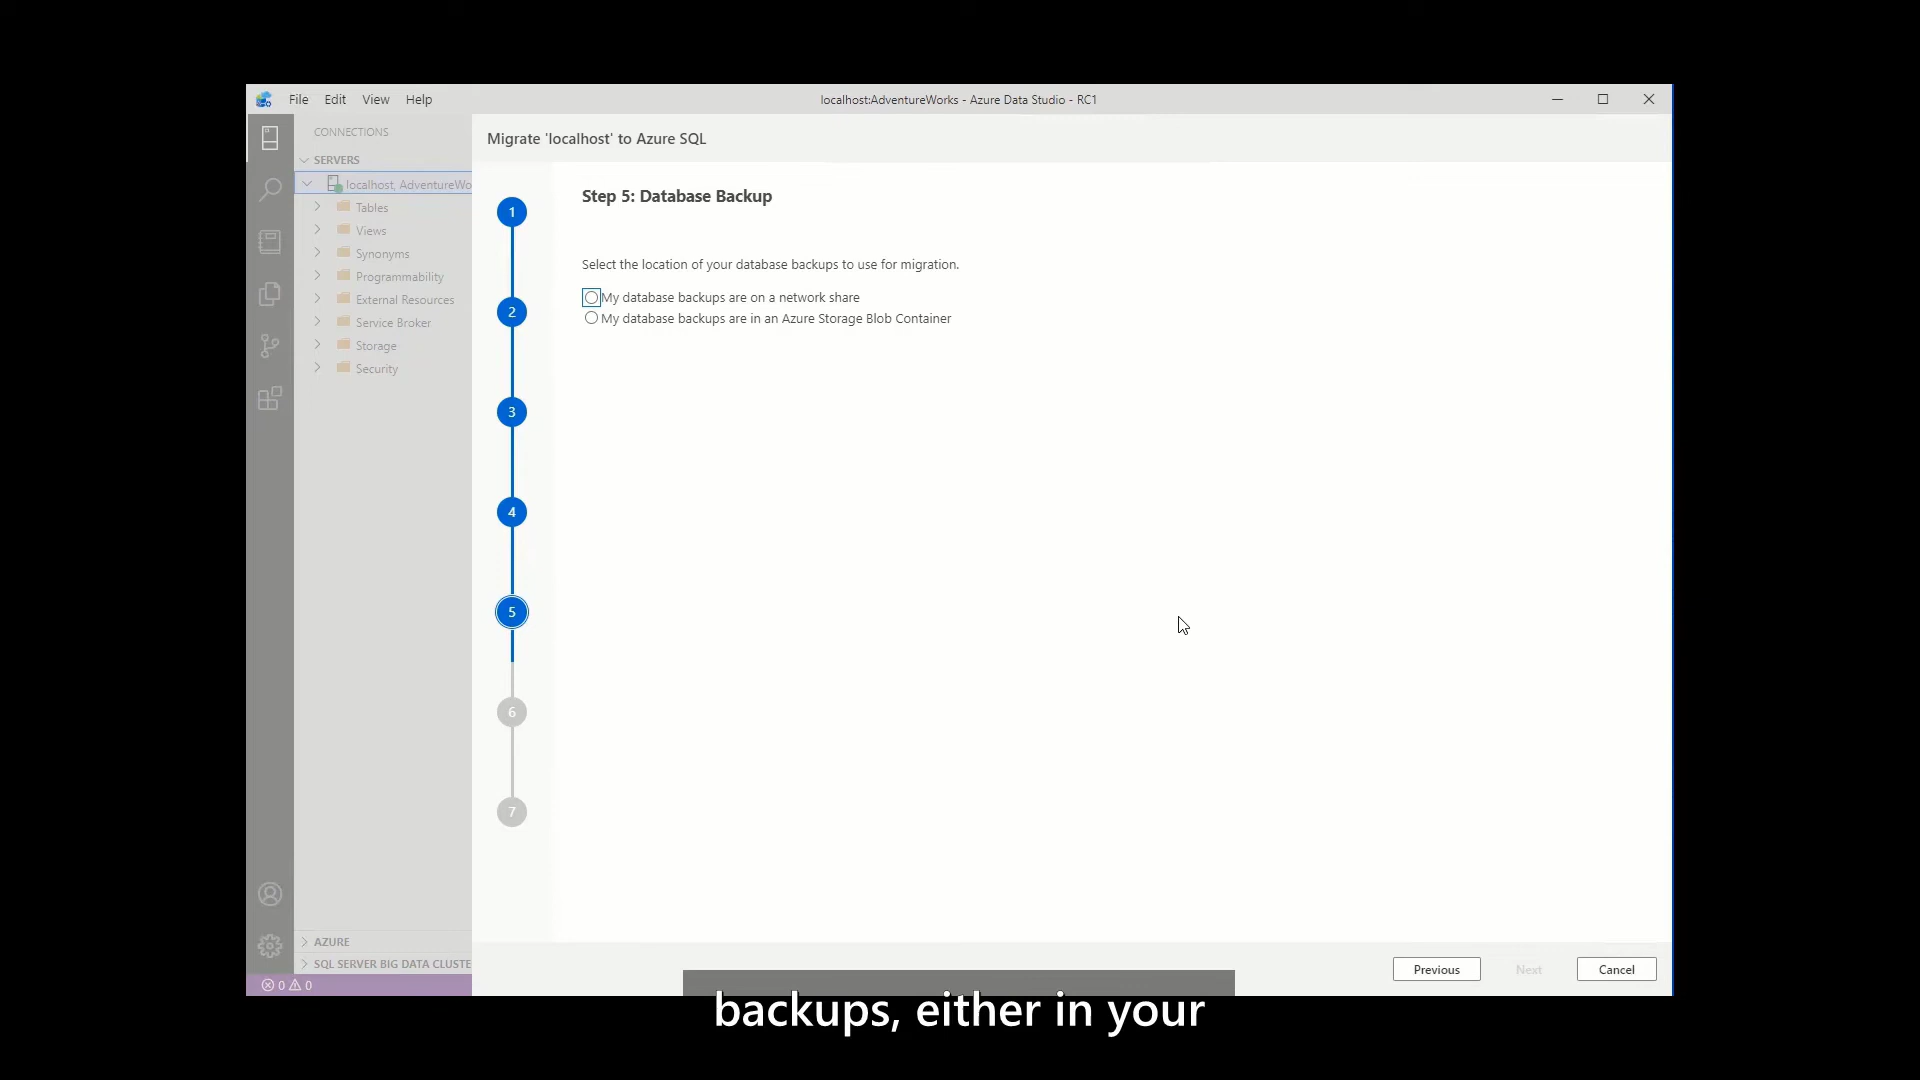 File Edit View Help
localhost:AdventureWorks - Azure Data Studio - RC1
CONNECTIONS
SERVERS
localhost, AdventureWo
Tables
Views
Synonyms
Programmability
External Resources
Service Broker
Storage
Security
AZURE
SQL SERVER BIG DATA CLUSTE
0 0
Migrate 'localhost' to Azure SQL
1
2
3
4
5
6
7
Step 5: Database Backup
Select the location of your database backups to use for migration.
My database backups are on a network share
My database backups are in an Azure Storage Blob Container
Previous Next Cancel
backups, either in your